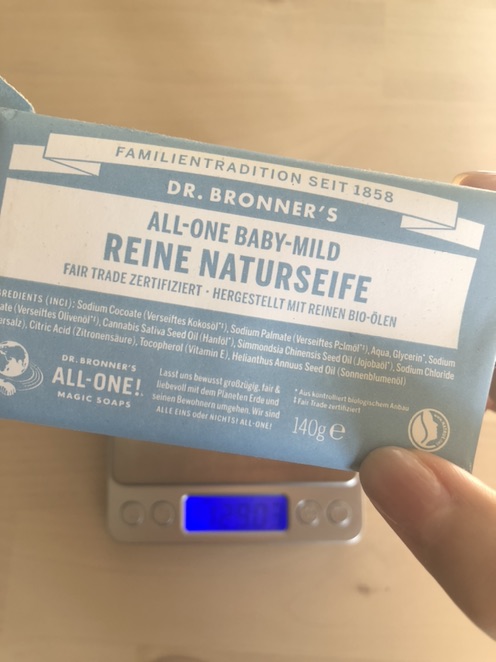 FAMILIENTRADITION SEIT 1858
DR. BRONNER'S
ALL-ONE BABY-MILD
REINE NATURSEIFE
FAIR TRADE ZERTIFIZIERT · HERGESTELLT MIT REINEN BIO-ÖLEN
(INCI): Sodium Cocoate (Verseiftes Kokosöl*¹), Sodium Palmate (Verseiftes Palmöl*¹), Aqua, Glycerin*, Sodium
(Verseiftes Olivenöl*¹), Cannabis Sativa Seed Oil (Hanföl*), Simmondsia Chinensis Seed Oil (Jojobaöl*), Sodium Chloride
Citric Acid (Zitronensäure), Tocopherol (Vitamin E), Helianthus Annuus Seed Oil (Sonnenblumenöl)
DR. BRONNER'S
ALL-ONE!
MAGIC SOAPS
Lasst uns bewusst großzügig, fair &
liebevoll mit dem Planeten Erde und
seinen Bewohnern umgehen. Wir sind
ALLE EINS oder NICHTS! ALL-ONE!
* Aus kontrolliert biologischem Anbau
‡ Fair Trade zertifiziert
140g ℮